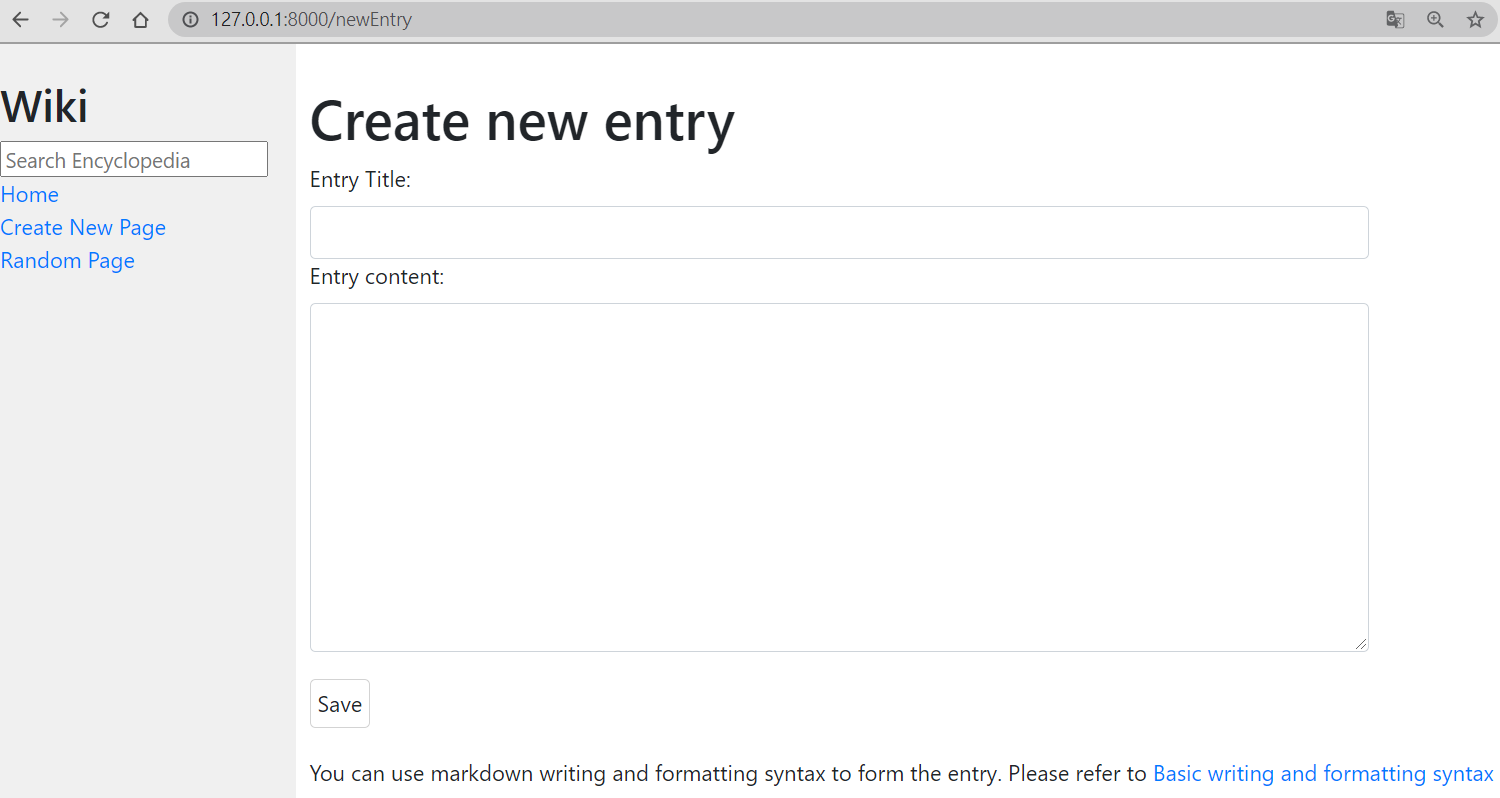 127.0.0.1:8000/newEntry
Wiki
Search Encyclopedia
Home
Create New Page
Random Page
Create new entry
Entry Title:
Entry content:
Save
You can use markdown writing and formatting syntax to form the entry. Please refer to Basic writing and formatting syntax